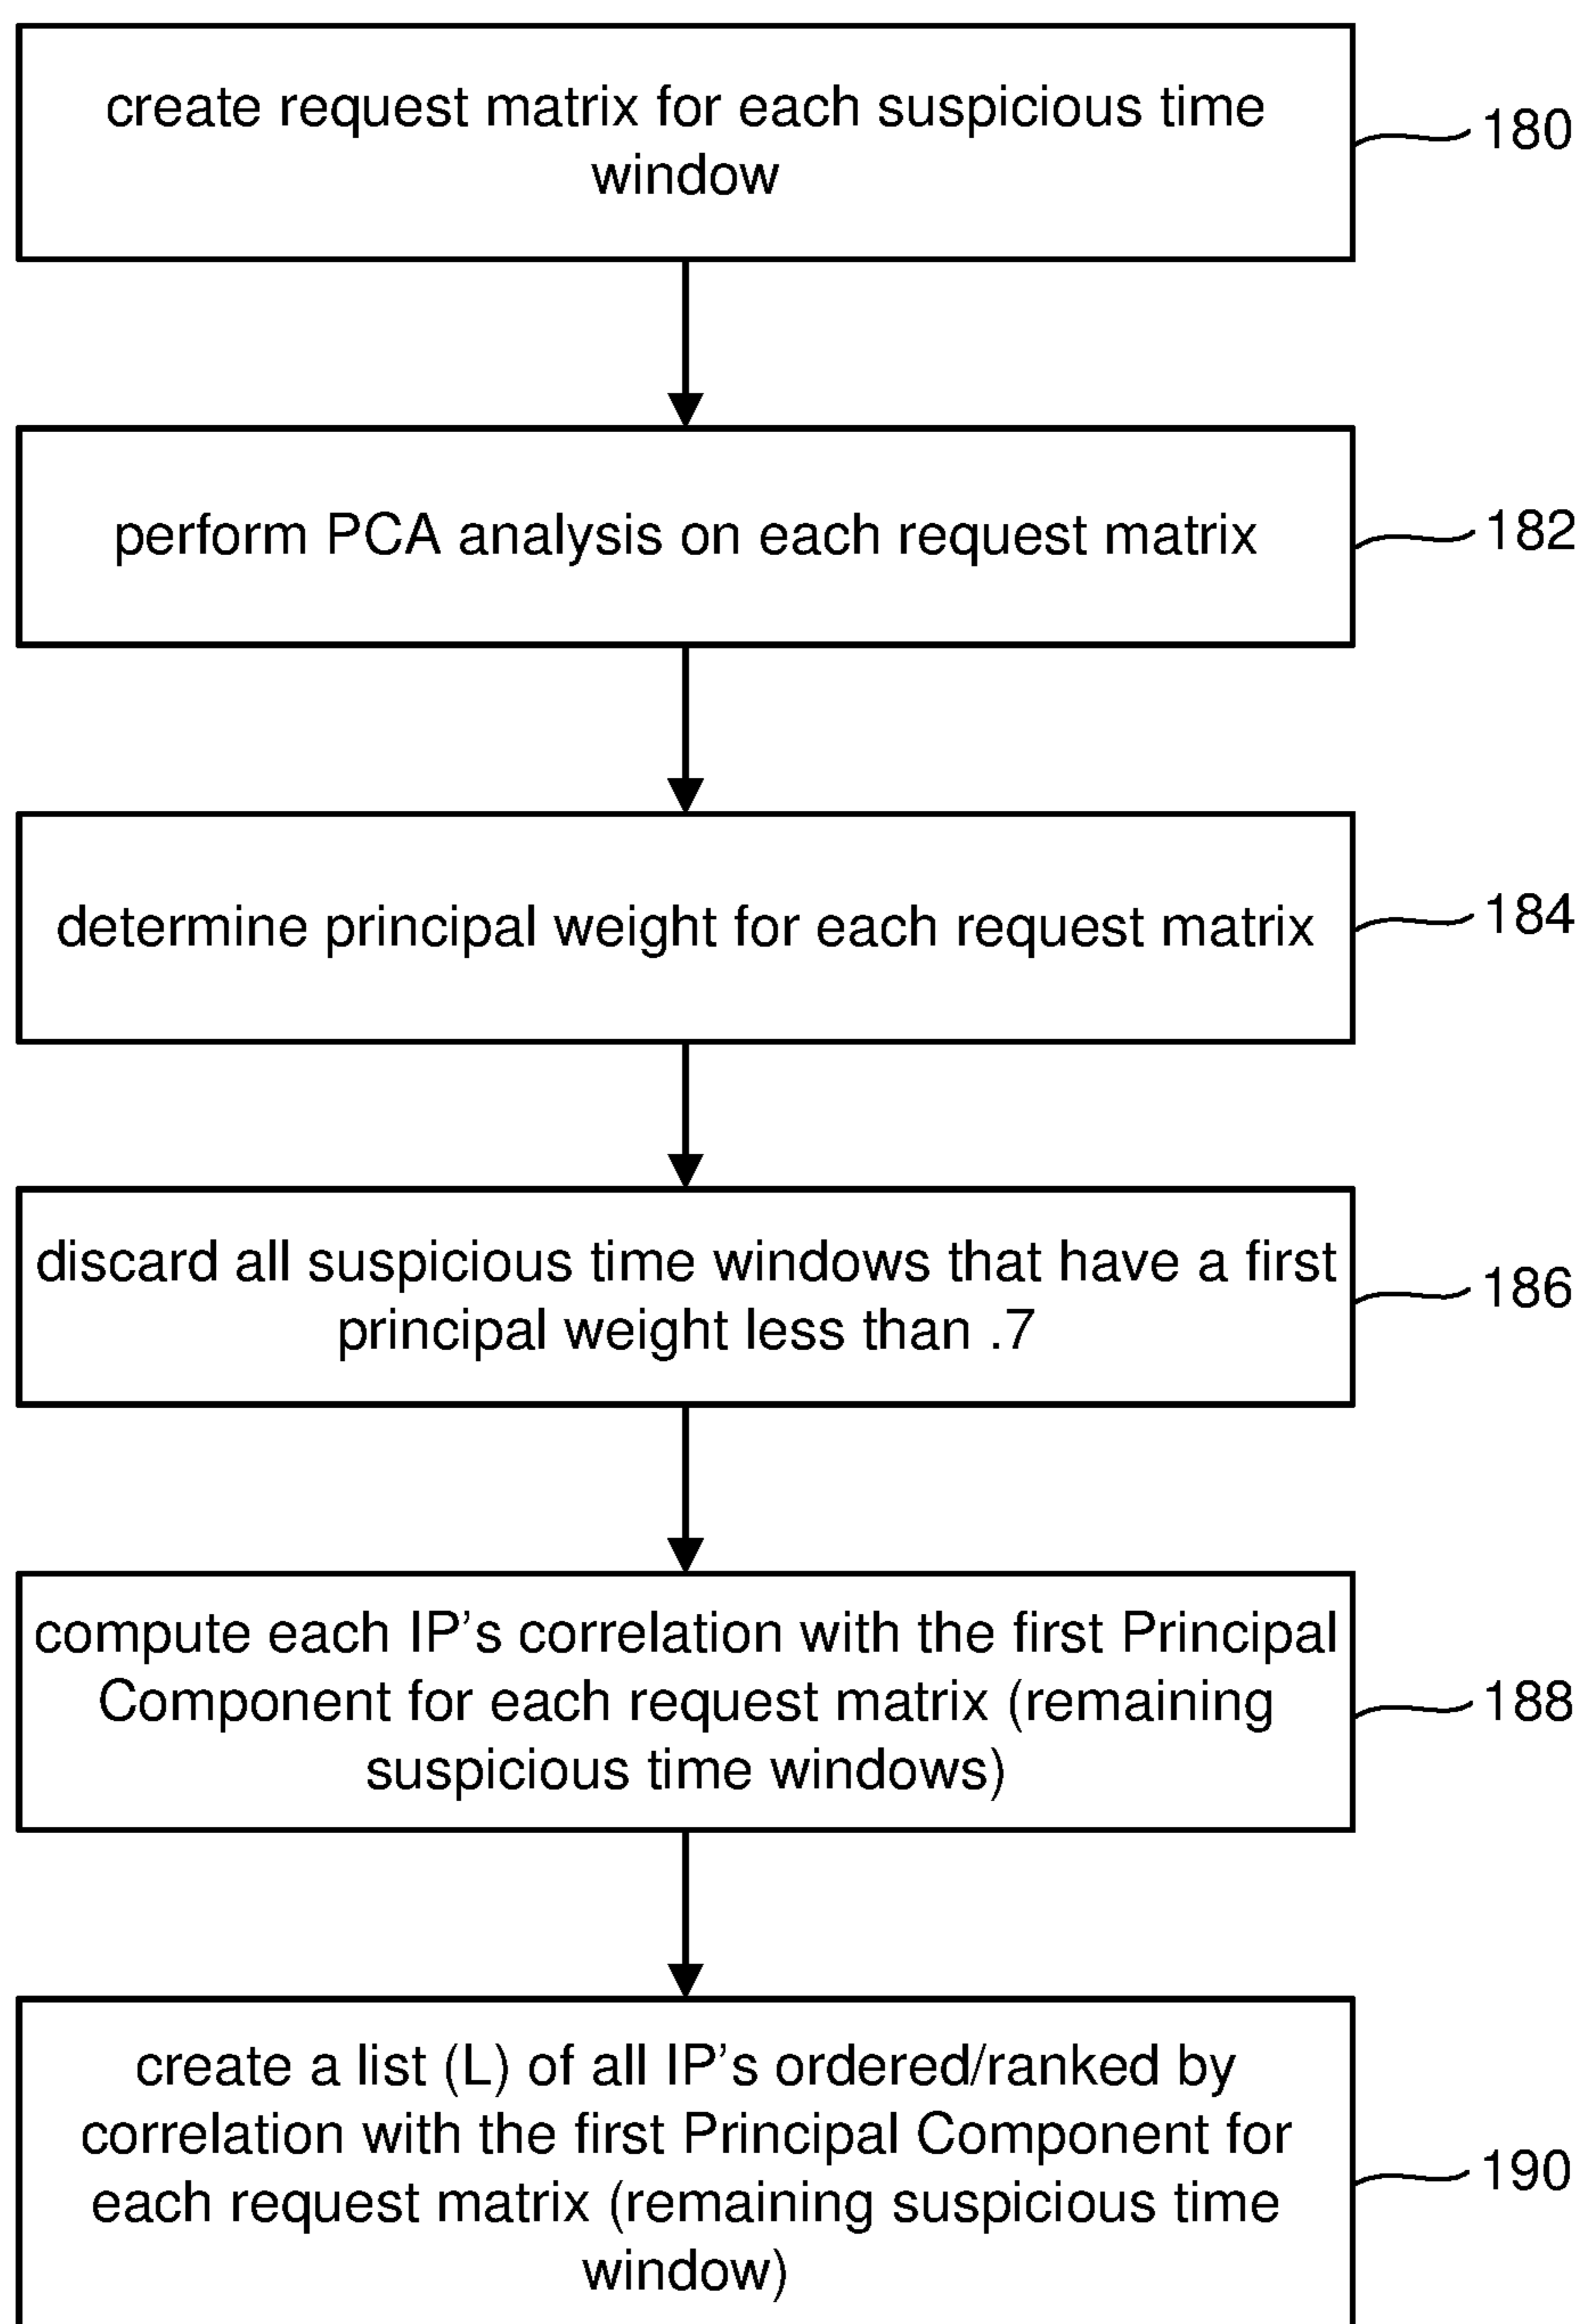 create request matrix for each suspicious time
window
180
perform PCA analysis on each request matrix
182
determine principal weight for each request matrix
184
discard all suspicious time windows that have a first
principal weight less than .7
186
compute each IP’s correlation with the first Principal
Component for each request matrix (remaining
suspicious time windows)
188
create a list (L) of all IP’s ordered/ranked by
correlation with the first Principal Component for
each request matrix (remaining suspicious time
window)
190